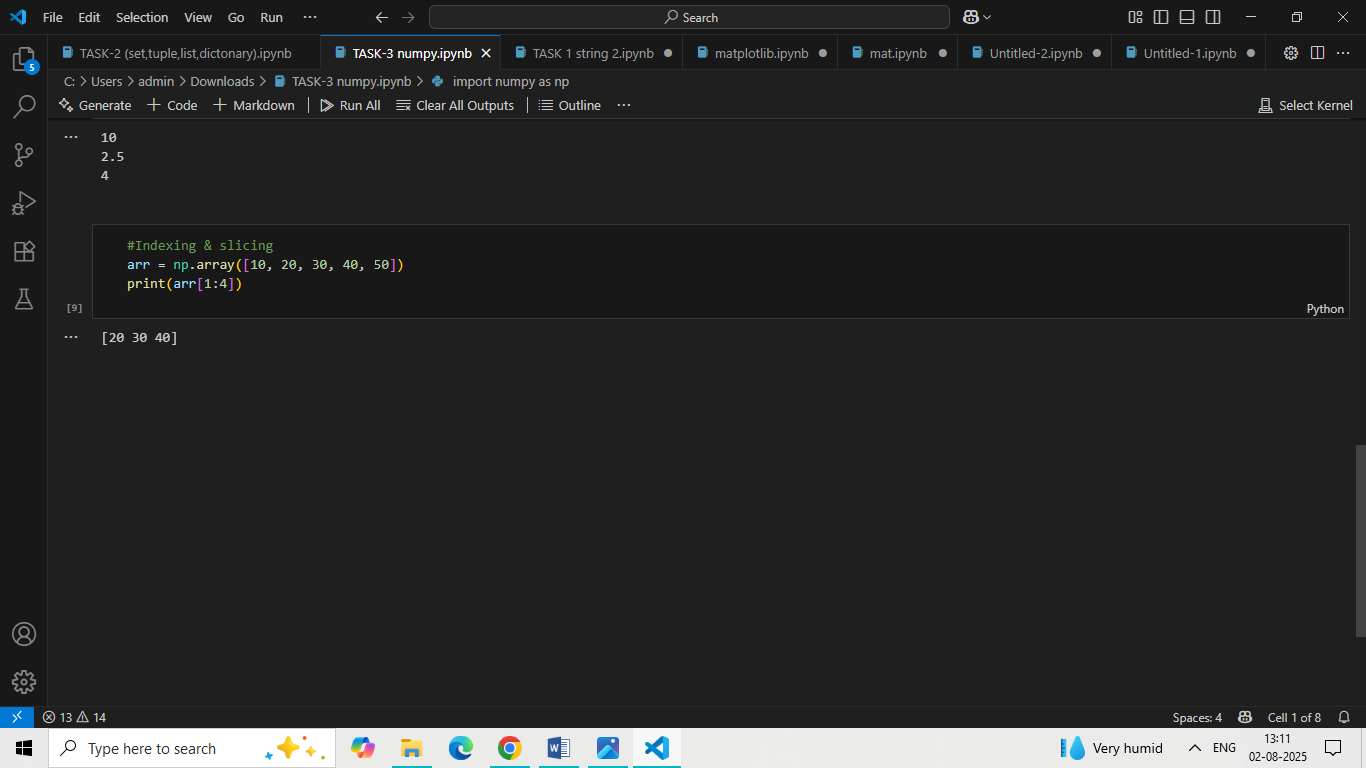 File Edit Selection View Go Run ··· Search
TASK-2 (set,tuple,list,dictonary).ipynb TASK-3 numpy.ipynb TASK 1 string 2.ipynb matplotlib.ipynb mat.ipynb Untitled-2.ipynb Untitled-1.ipynb ···
C: > Users > admin > Downloads > TASK-3 numpy.ipynb > import numpy as np
Generate + Code + Markdown Run All Clear All Outputs Outline ··· Select Kernel
5
··· 10
2.5
4
#Indexing & slicing
arr = np.array([10, 20, 30, 40, 50])
print(arr[1:4])
[9] Python
··· [20 30 40]
13 14 Spaces: 4 Cell 1 of 8
Type here to search Very humid ENG 13:11
02-08-2025